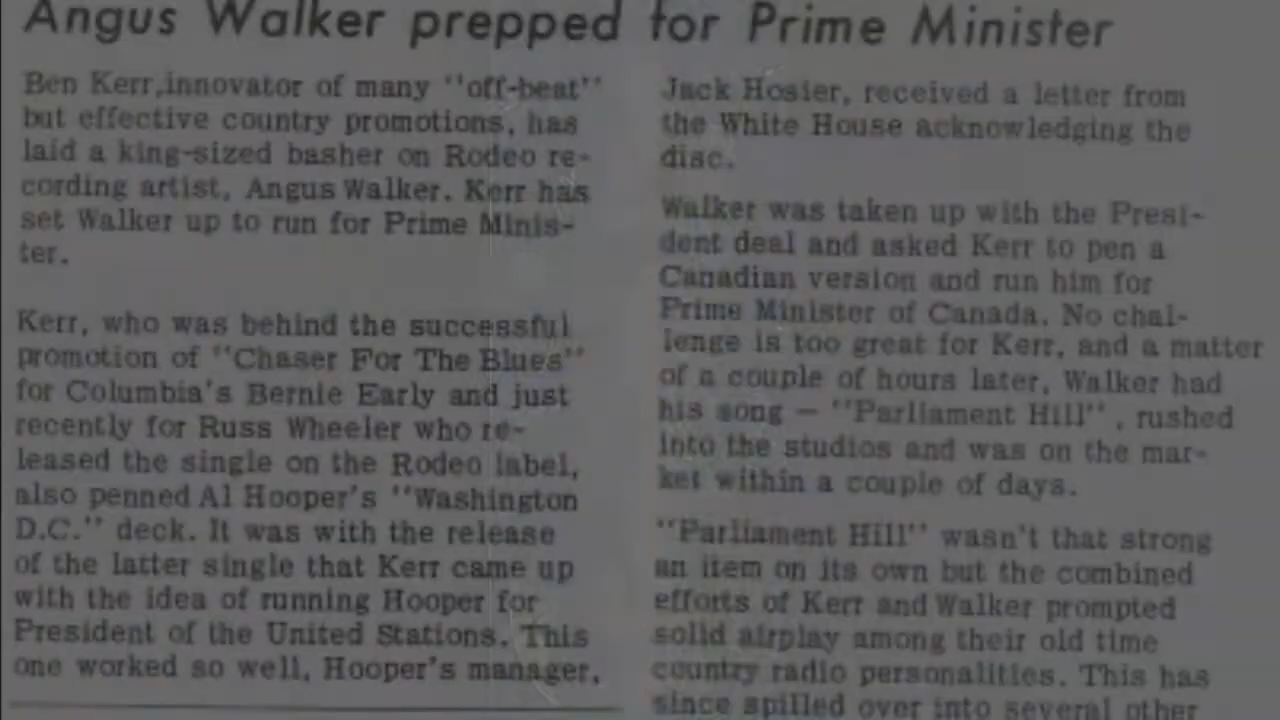 Angus Walker prepped for Prime Minister
Ben Kerr,innovator of many "off-beat"
but effective country promotions, has
laid a king-sized basher on Rodeo re-
cording artist, Angus Walker. Kerr has
set Walker up to run for Prime Minis-
ter.
Kerr, who was behind the successful
promotion of "Chaser For The Blues"
for Columbia's Bernie Early and just
recently for Russ Wheeler who re-
leased the single on the Rodeo label,
also penned Al Hooper's "Washington
D.C." deck. It was with the release
of the latter single that Kerr came up
with the idea of running Hooper for
President of the United Stations. This
one worked so well, Hooper's manager,
Jack Hosier, received a letter from
the White House acknowledging the
disc.
Walker was taken up with the Presi-
dent deal and asked Kerr to pen a
Canadian version and run him for
Prime Minister of Canada. No chal-
lenge is too great for Kerr, and a matter
of a couple of hours later, Walker had
his song — "Parliament Hill", rushed
into the studios and was on the mar-
ket within a couple of days.
"Parliament Hill" wasn't that strong
an item on its own but the combined
efforts of Kerr and Walker prompted
solid airplay among their old time
country radio personalities. This has
since spilled over into several other